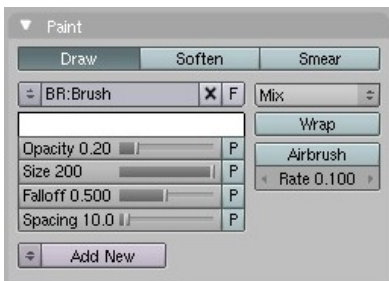 Paint
Draw Soften Smear
BR:Brush X F Mix
Wrap
Opacity 0.20 P Airbrush
Size 200 P Rate 0.100
Falloff 0.500 P
Spacing 10.0 P
Add New